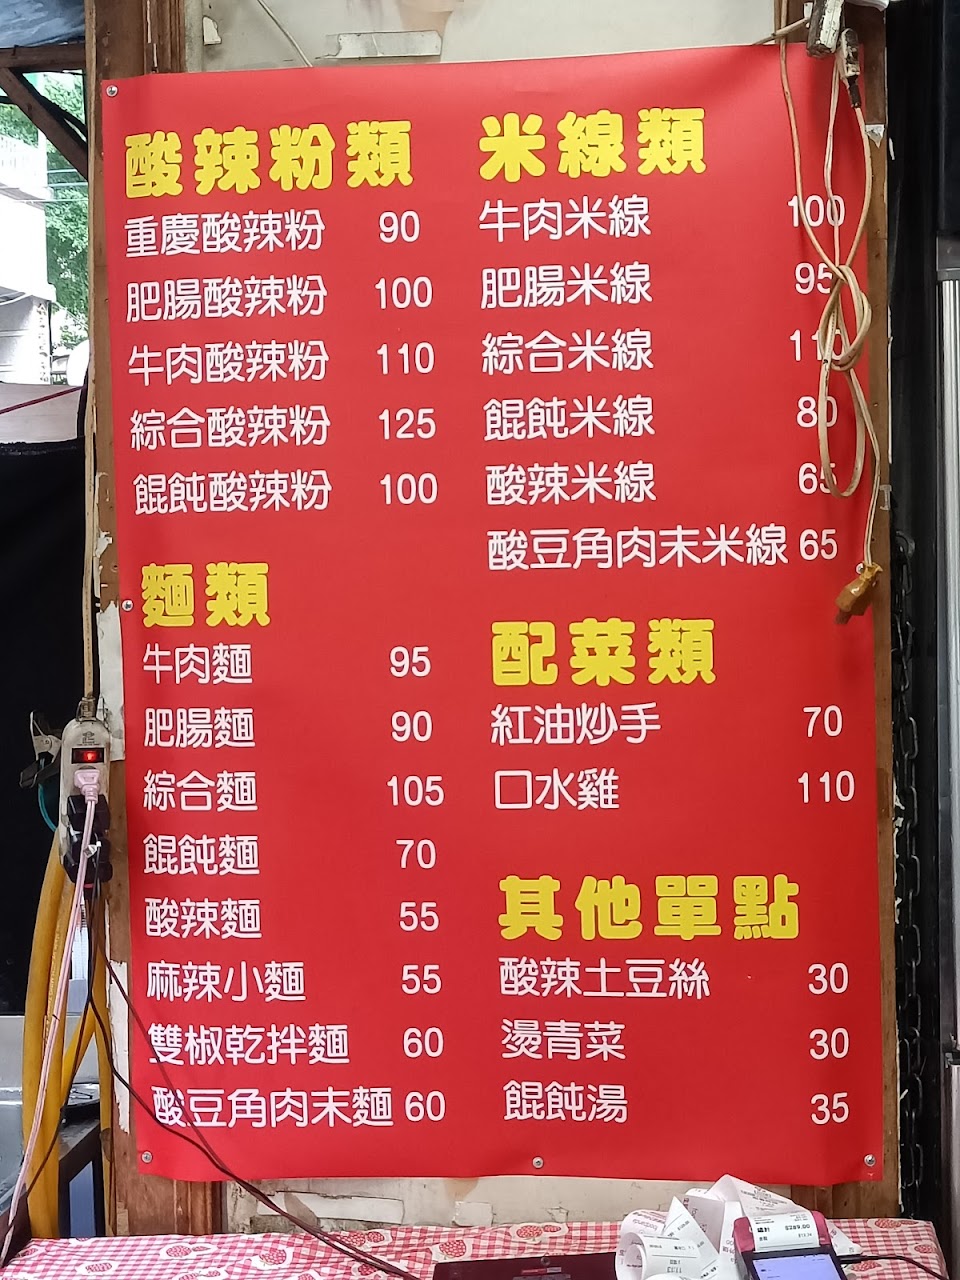 酸辣粉類
重慶酸辣粉 90
肥腸酸辣粉 100
牛肉酸辣粉 110
綜合酸辣粉 125
餛飩酸辣粉 100
麵類
牛肉麵 95
肥腸麵 90
綜合麵 105
餛飩麵 70
酸辣麵 55
麻辣小麵 55
雙椒乾拌麵 60
酸豆角肉末麵 60
米線類
牛肉米線 100
肥腸米線 95
綜合米線 110
餛飩米線 80
酸辣米線 65
酸豆角肉末米線 65
配菜類
紅油炒手 70
口水雞 110
其他單點
酸辣土豆絲 30
燙青菜 30
餛飩湯 35
$289.00